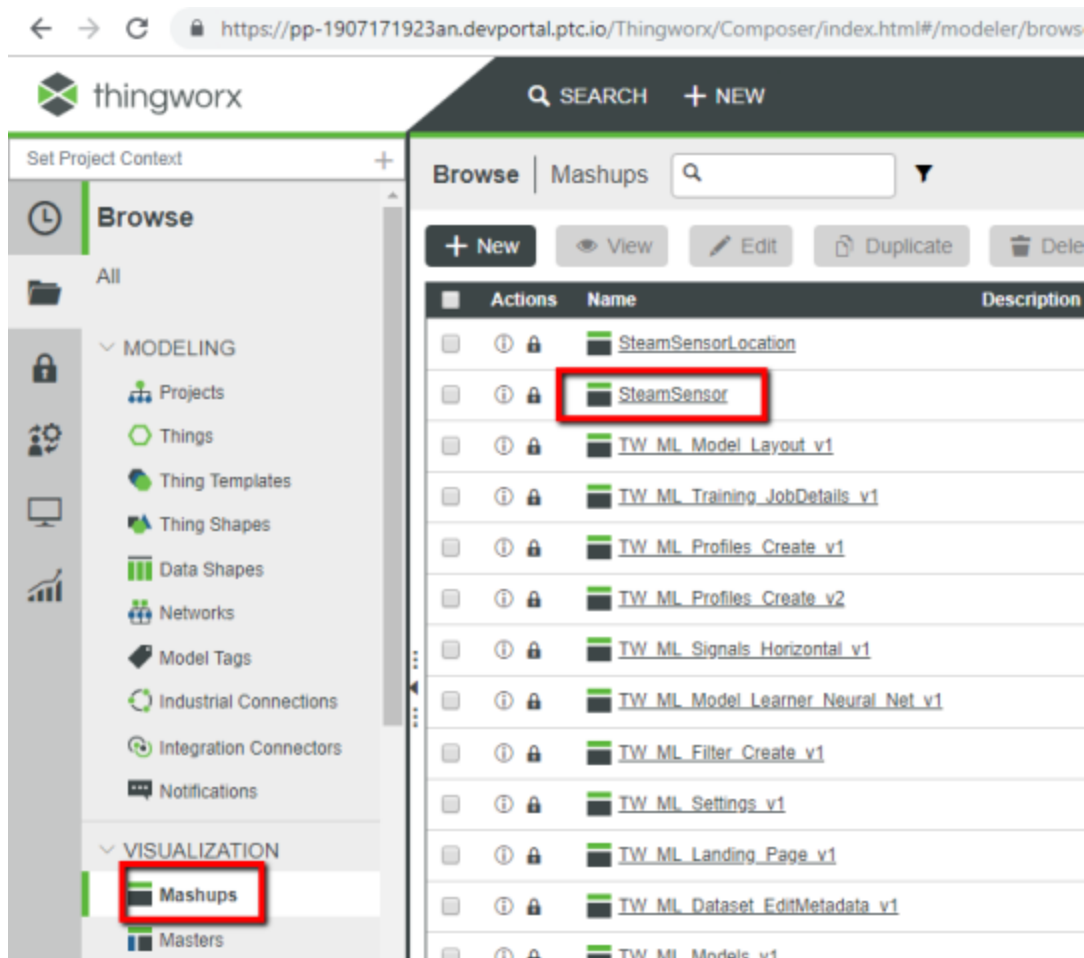 https://pp-1907171923an.devportal.ptc.io/Thingworx/Composer/index.html#/modeler/brows
thingworx
SEARCH + NEW
Set Project Context +
Browse | Mashups
Browse
+ New View Edit Duplicate Dele
All
Actions Name Description
MODELING
Projects
Things
Thing Templates
Thing Shapes
Data Shapes
Networks
Model Tags
Industrial Connections
Integration Connectors
Notifications
VISUALIZATION
Mashups
Masters
SteamSensorLocation
SteamSensor
TW_ML_Model_Layout_v1
TW_ML_Training_JobDetails_v1
TW_ML_Profiles_Create_v1
TW_ML_Profiles_Create_v2
TW_ML_Signals_Horizontal_v1
TW_ML_Model_Learner_Neural_Net_v1
TW_ML_Filter_Create_v1
TW_ML_Settings_v1
TW_ML_Landing_Page_v1
TW_ML_Dataset_EditMetadata_v1
TW_ML_Models_v1